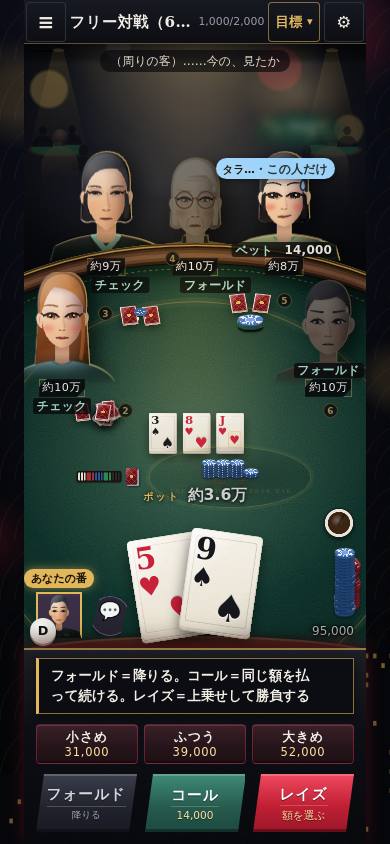 フリー対戦（6... 1,000/2,000 目標 ▼
（周りの客）……今の、見たか
タラ…・この人だけ
ベット 14,000
約9万 4 約10万 約8万
チェック フォールド
3 5
フォールド
約10万 約10万
チェック 2 6
3 8 J
ポット 約3.6万
5 9
あなたの番
D
95,000
フォールド＝降りる。コール＝同じ額を払
って続ける。レイズ＝上乗せして勝負する
小さめ ふつう 大きめ
31,000 39,000 52,000
フォールド コール レイズ
降りる 14,000 額を選ぶ